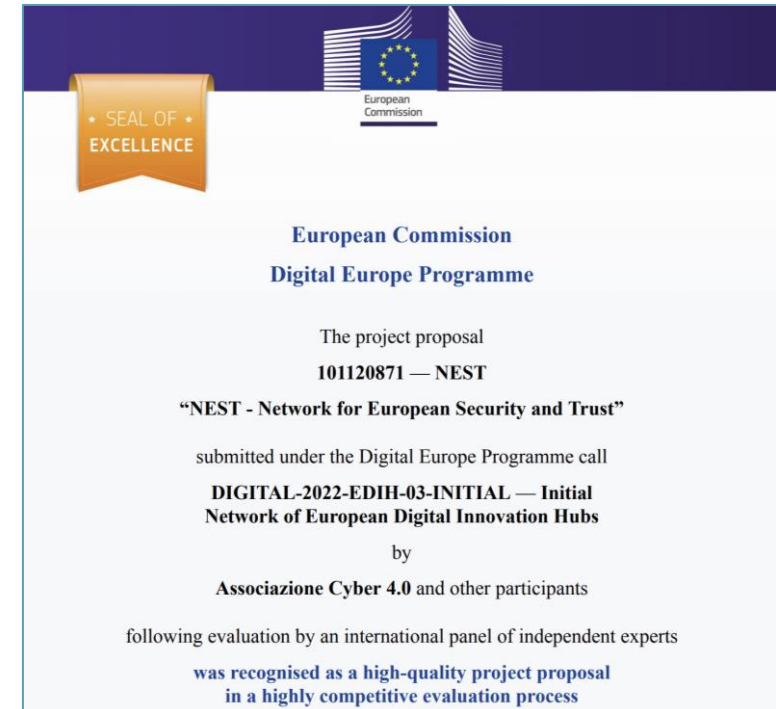 European
Commission
★ SEAL OF ★
EXCELLENCE
European Commission
Digital Europe Programme
The project proposal
101120871 — NEST
“NEST - Network for European Security and Trust”
submitted under the Digital Europe Programme call
DIGITAL-2022-EDIH-03-INITIAL — Initial
Network of European Digital Innovation Hubs
by
Associazione Cyber 4.0 and other participants
following evaluation by an international panel of independent experts
was recognised as a high-quality project proposal
in a highly competitive evaluation process